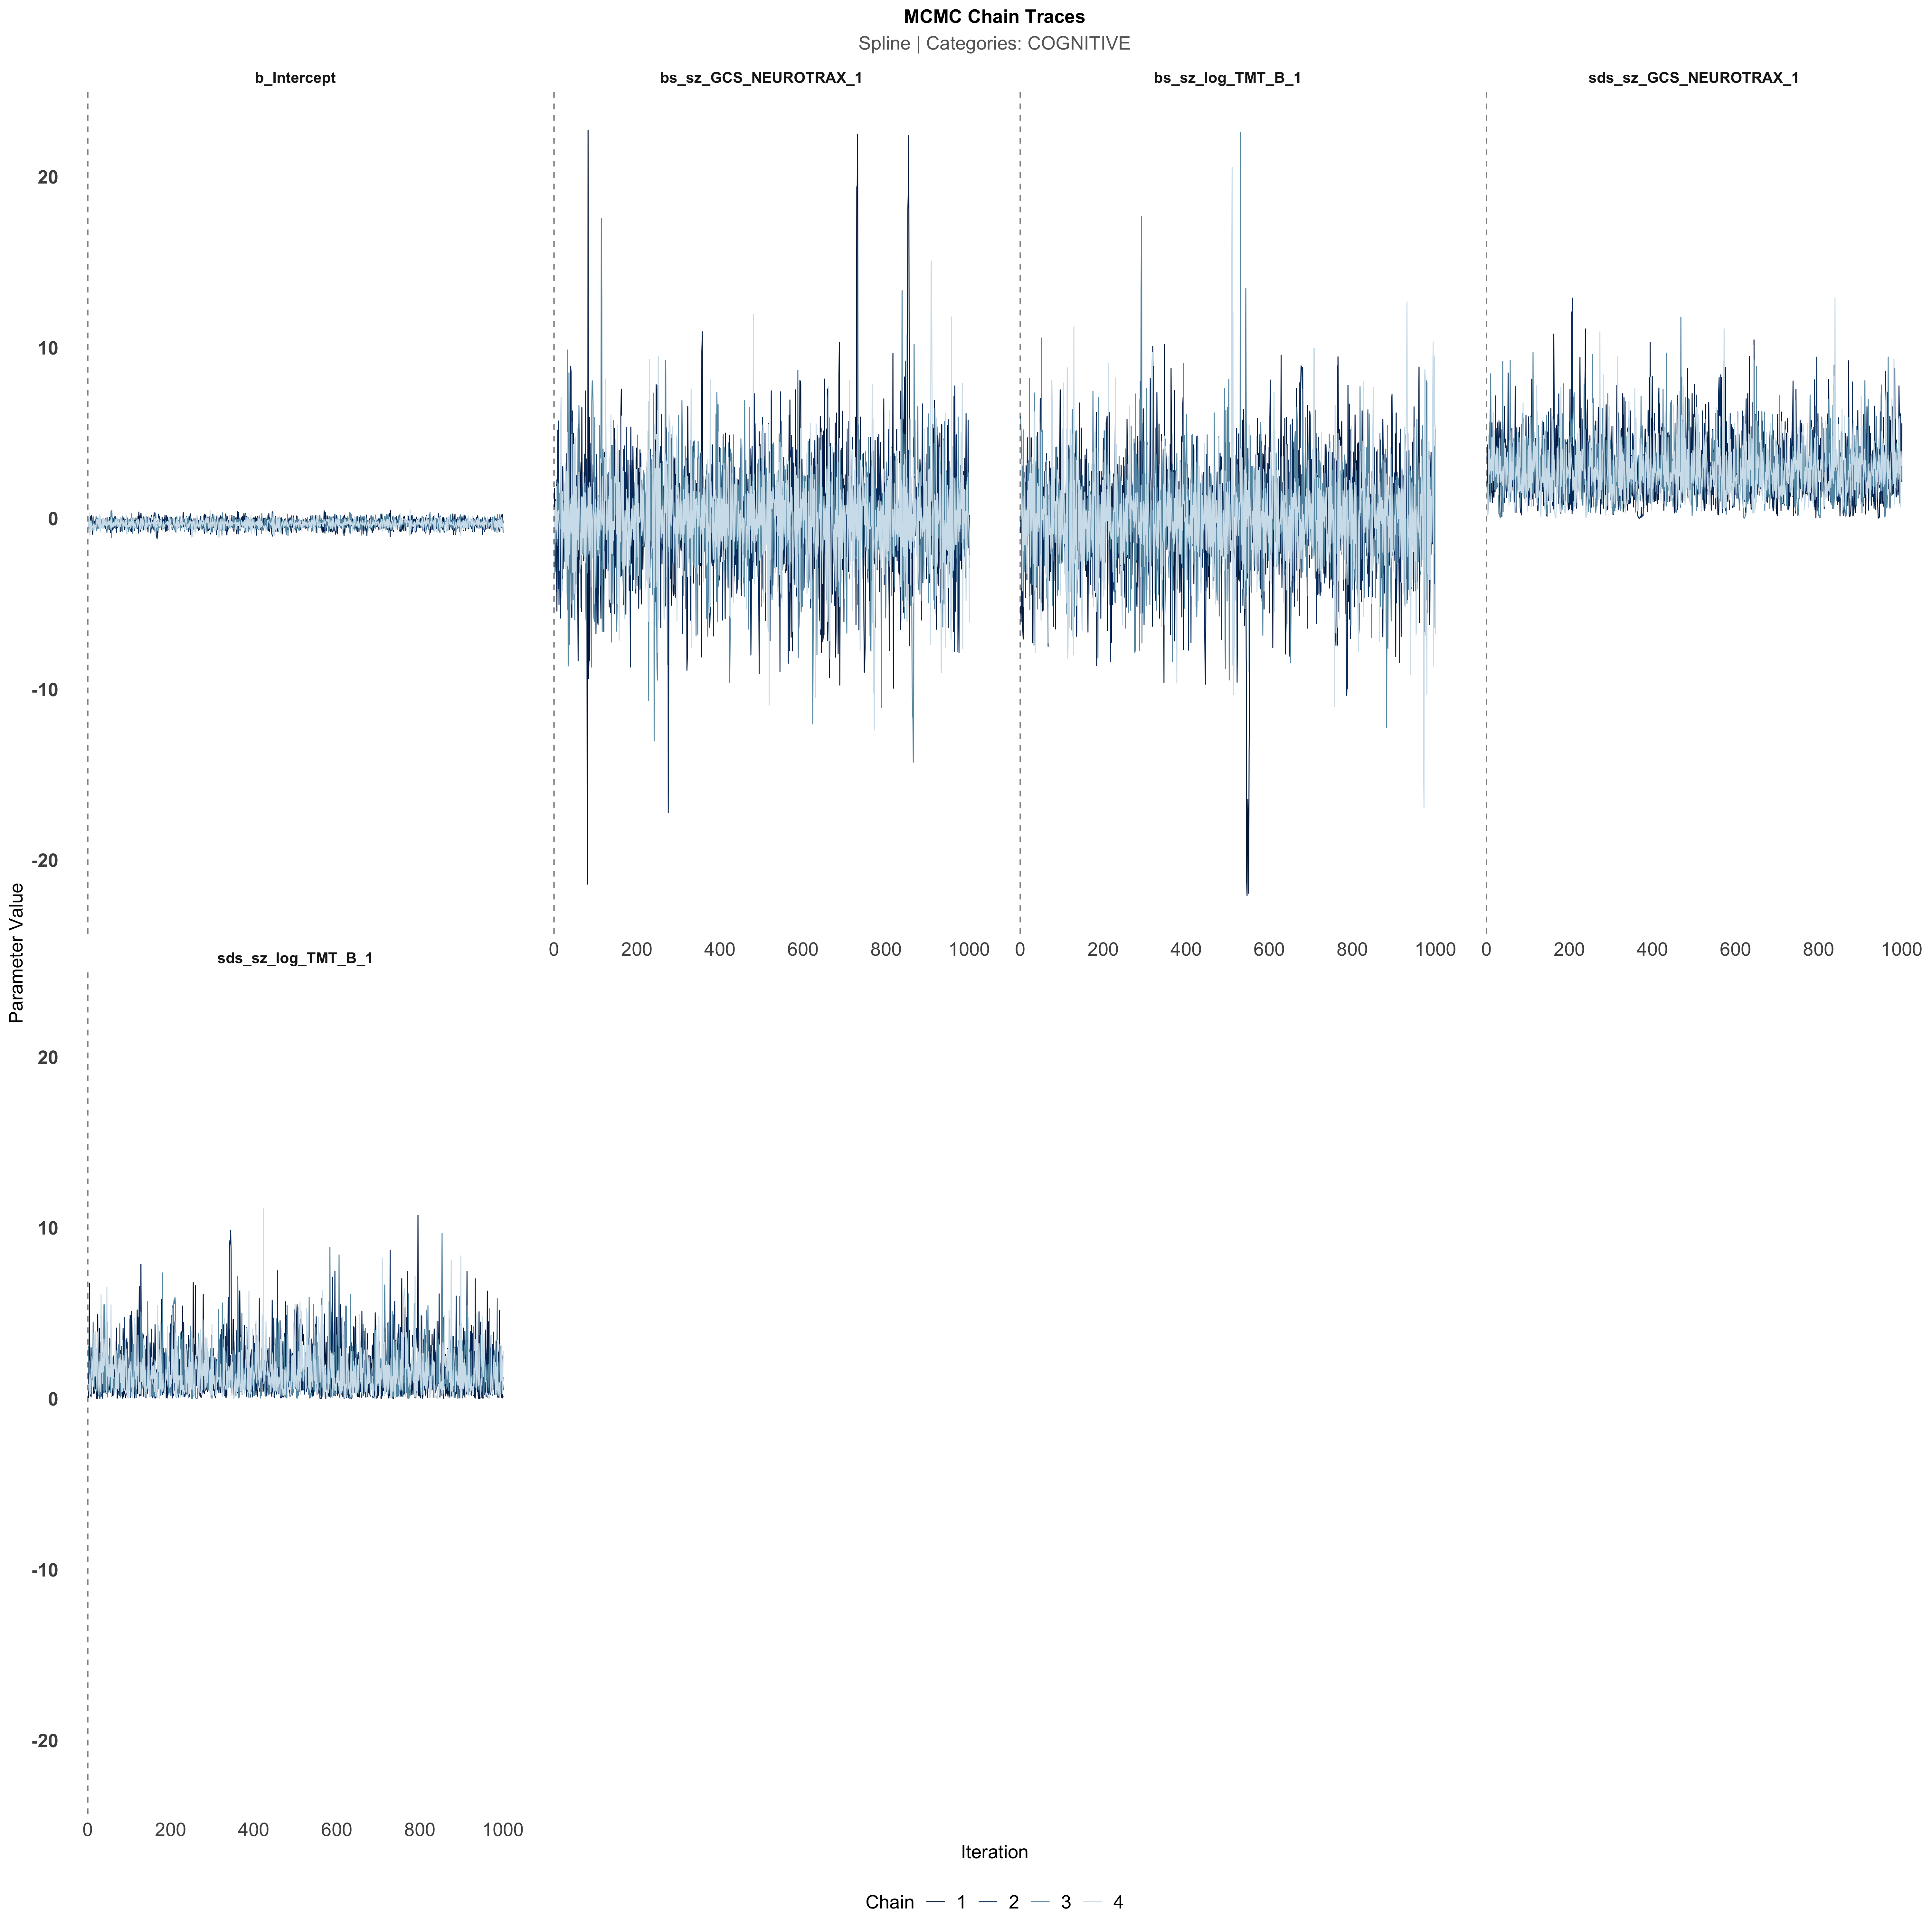 MCMC Chain Traces
Spline | Categories: COGNITIVE
b_Intercept
bs_sz_GCS_NEUROTRAX_1
bs_sz_log_TMT_B_1
sds_sz_GCS_NEUROTRAX_1
20
10
0
-10
-20
0 200 400 600 800 1000
0 200 400 600 800 1000
0 200 400 600 800 1000
Parameter Value
sds_sz_log_TMT_B_1
20
10
0
-10
-20
0 200 400 600 800 1000
Iteration
Chain 1 2 3 4